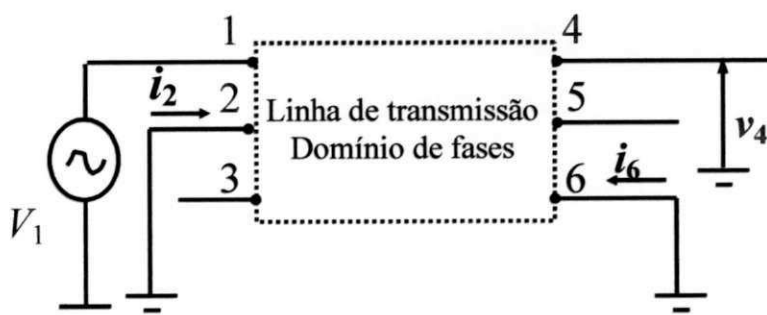 1
4
i2
2
5
Linha de transmissão
Domínio de fases
v4
3
6
i6
V1